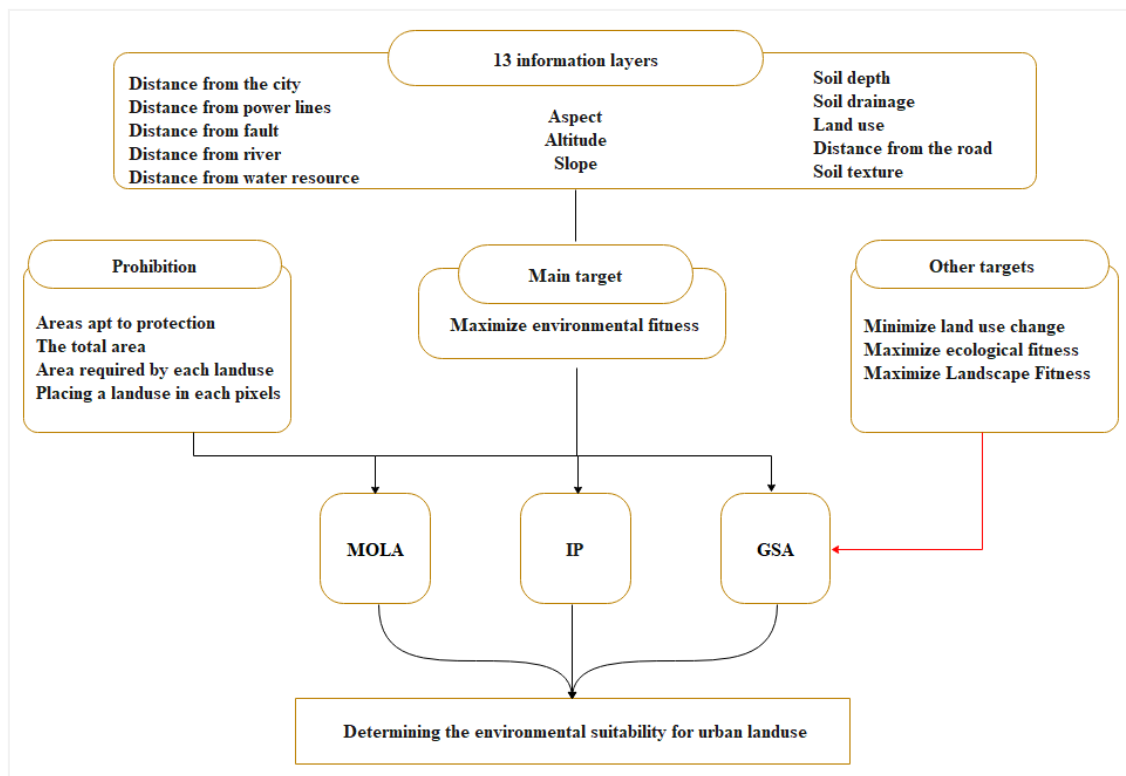 13 information layers
Distance from the city
Distance from power lines
Distance from fault
Distance from river
Distance from water resource
Aspect
Altitude
Slope
Soil depth
Soil drainage
Land use
Distance from the road
Soil texture
Prohibition
Areas apt to protection
The total area
Area required by each landuse
Placing a landuse in each pixels
Main target
Maximize environmental fitness
Other targets
Minimize land use change
Maximize ecological fitness
Maximize Landscape Fitness
MOLA
IP
GSA
Determining the environmental suitability for urban landuse